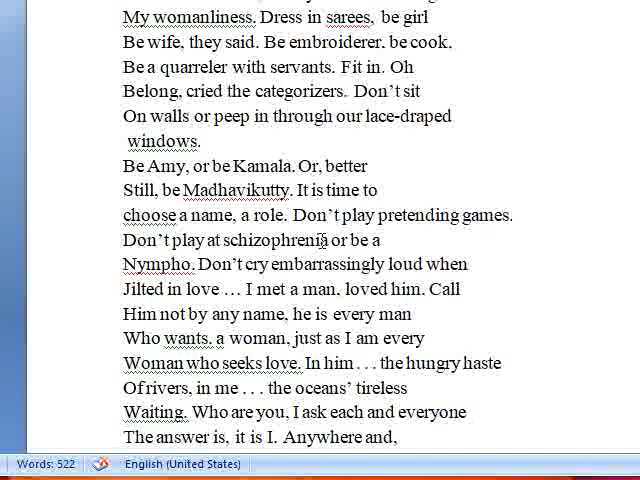 My womanliness. Dress in sarees, be girl
Be wife, they said. Be embroiderer, be cook,
Be a quarreler with servants. Fit in. Oh
Belong, cried the categorizers. Don't sit
On walls or peep in through our lace-draped
windows.
Be Amy, or be Kamala. Or, better
Still, be Madhavikutty. It is time to
choose a name, a role. Don't play pretending games.
Don't play at schizophrenia or be a
Nympho. Don't cry embarrassingly loud when
Jilted in love … I met a man, loved him. Call
Him not by any name, he is every man
Who wants. a woman, just as I am every
Woman who seeks love. In him . . . the hungry haste
Of rivers, in me . . . the oceans' tireless
Waiting. Who are you, I ask each and everyone
The answer is, it is I. Anywhere and,
Words: 522 English (United States)